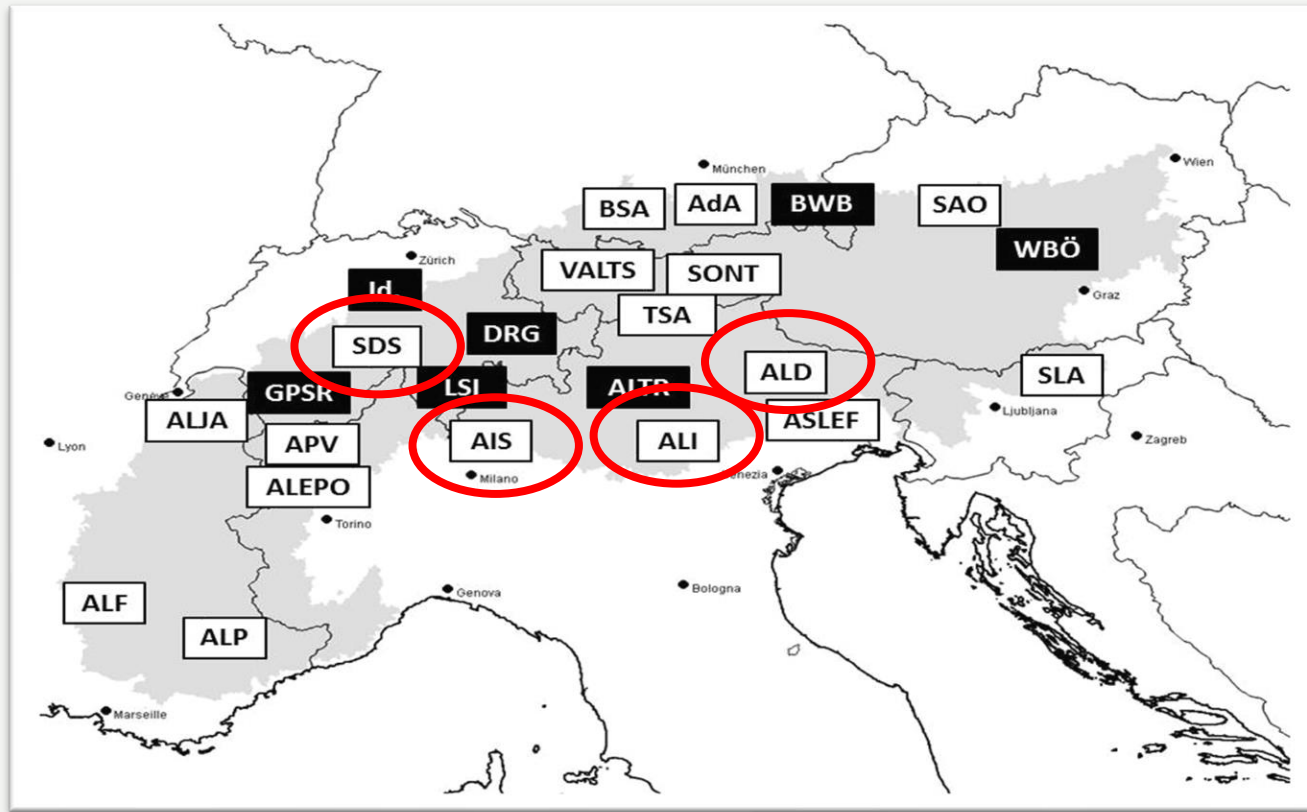 München
Wien
BSA
AdA
BWB
SAO
WBÖ
Zürich
VALTS
SONT
Id.
Graz
TSA
DRG
SDS
ALD
SLA
Genève
GPSR
LSI
ALTR
Ljubljana
ALJA
ASLEF
Lyon
APV
AIS
ALI
Zagreb
Milano
Venezia
ALEPO
Torino
Bologna
Genova
ALF
ALP
Marseille